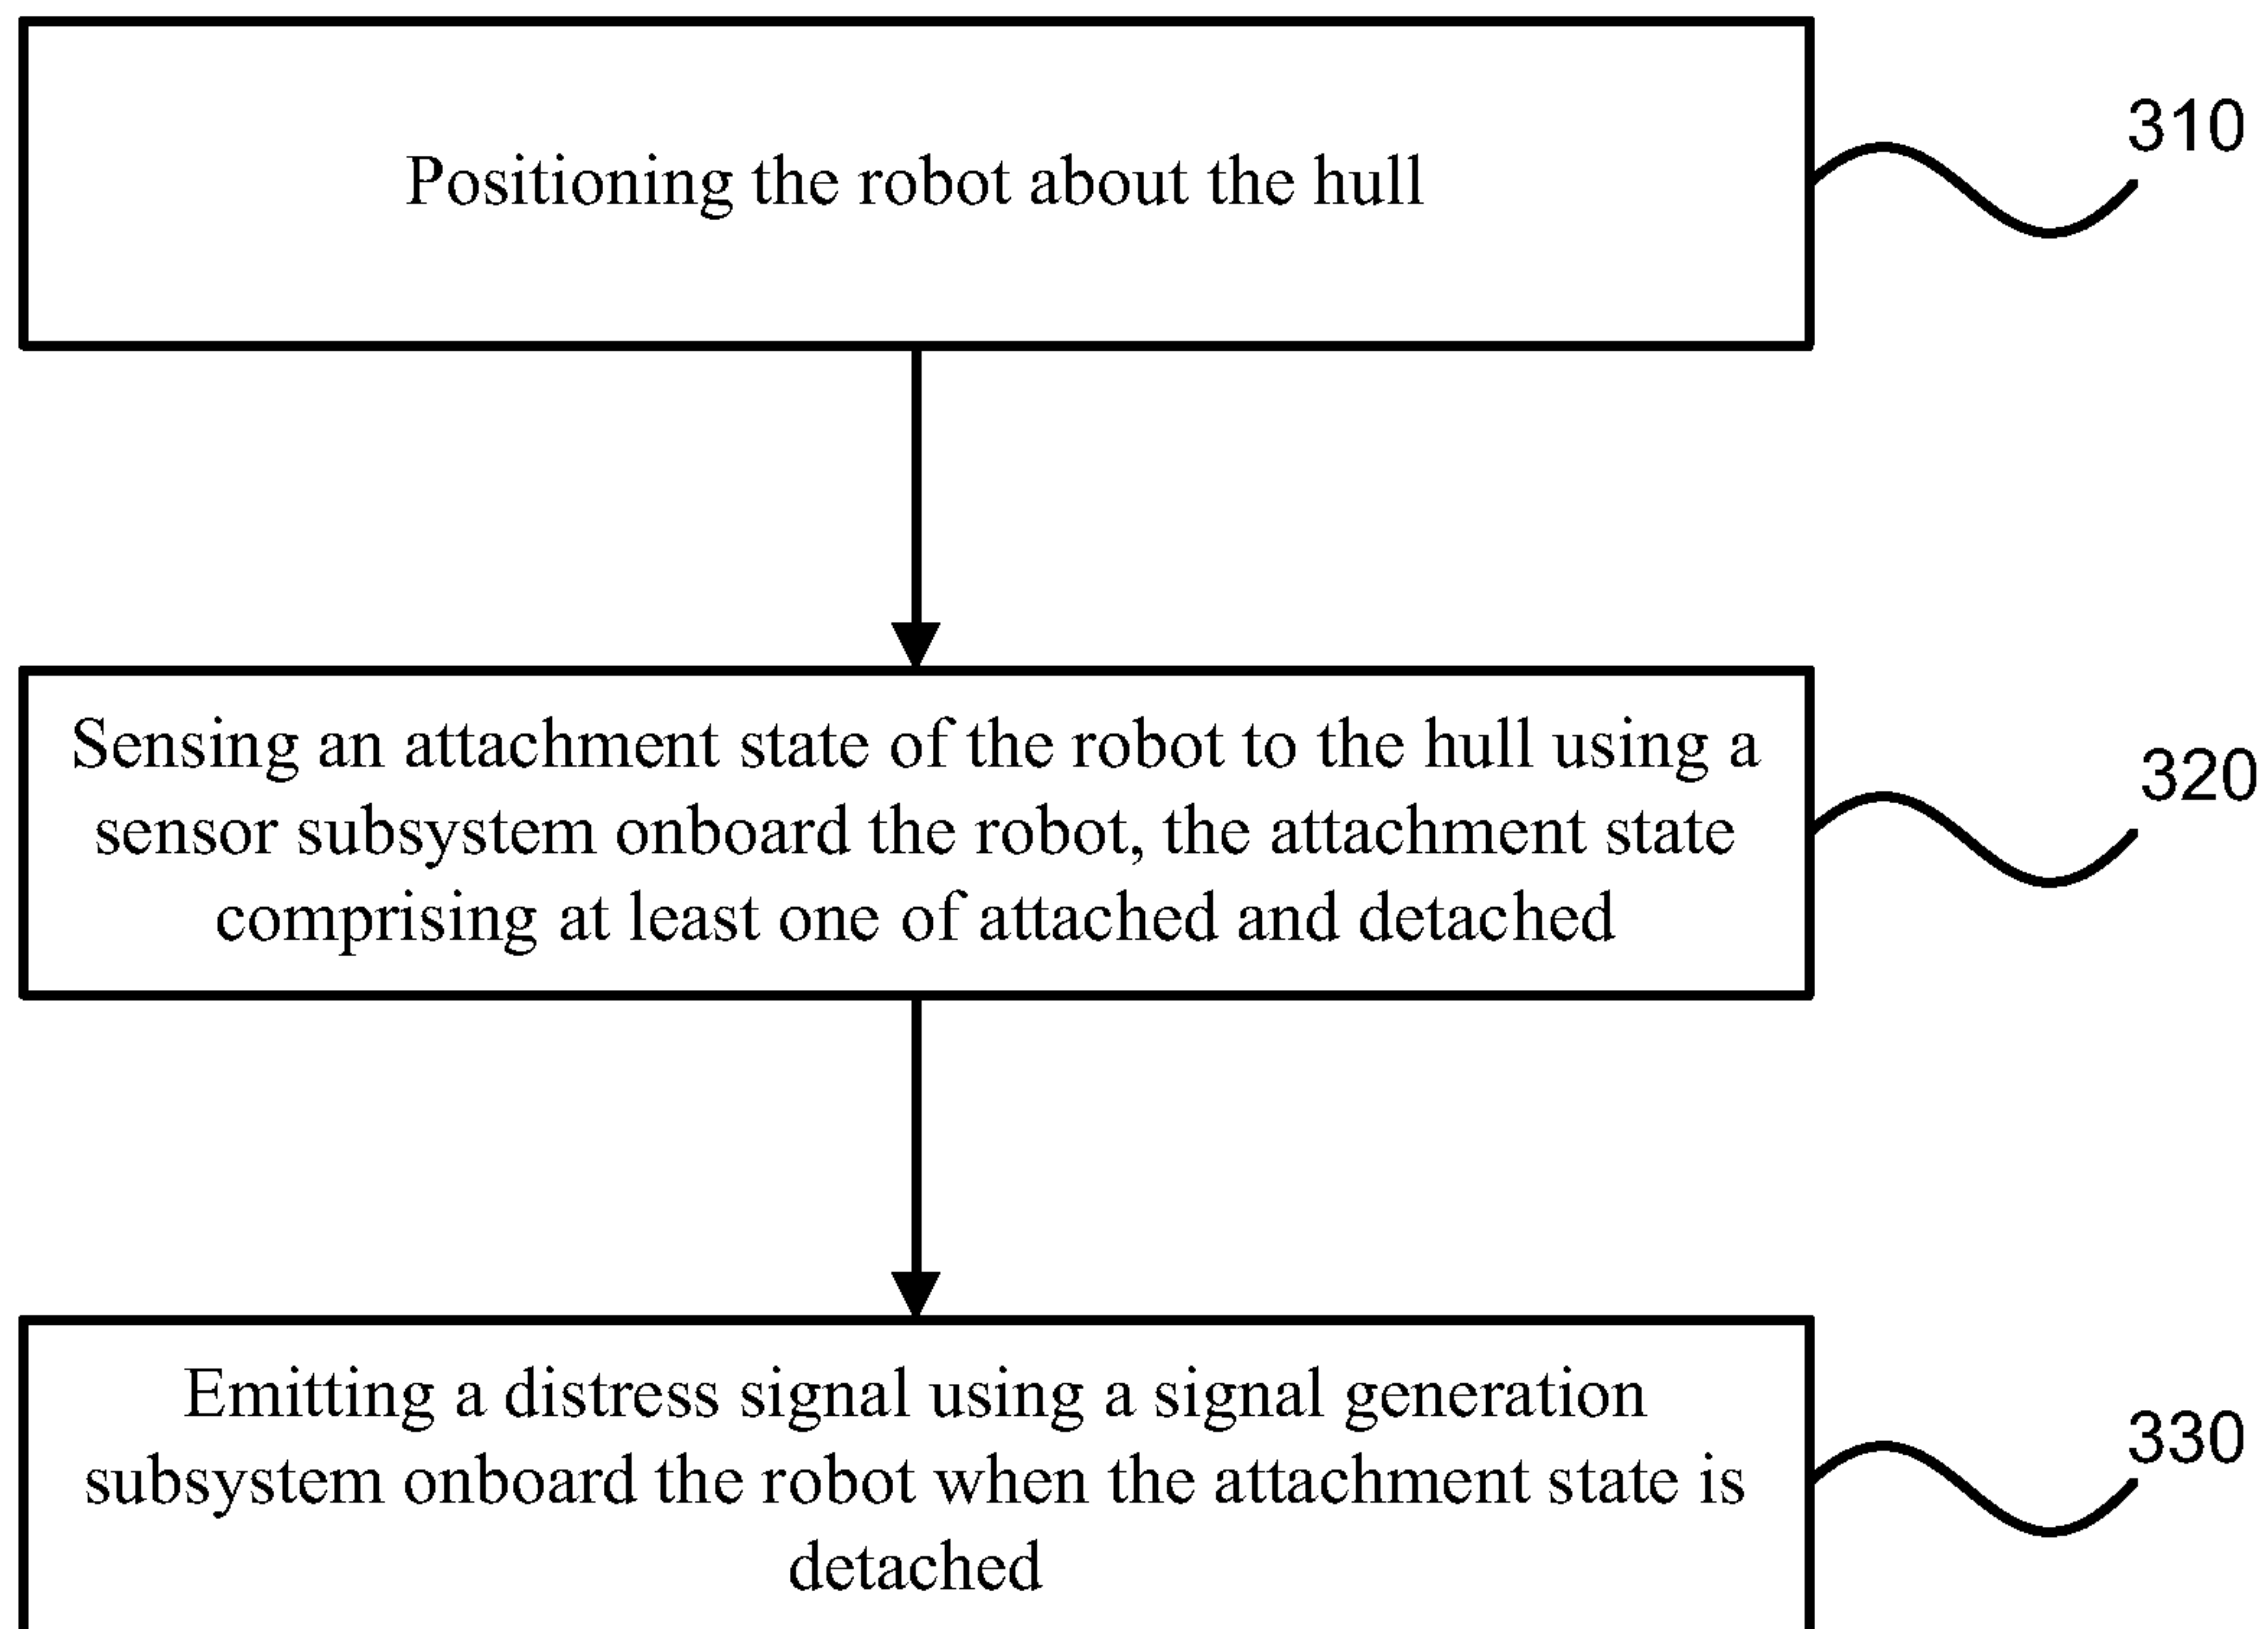 Positioning the robot about the hull
310
Sensing an attachment state of the robot to the hull using a
sensor subsystem onboard the robot, the attachment state
comprising at least one of attached and detached
320
Emitting a distress signal using a signal generation
subsystem onboard the robot when the attachment state is
detached
330